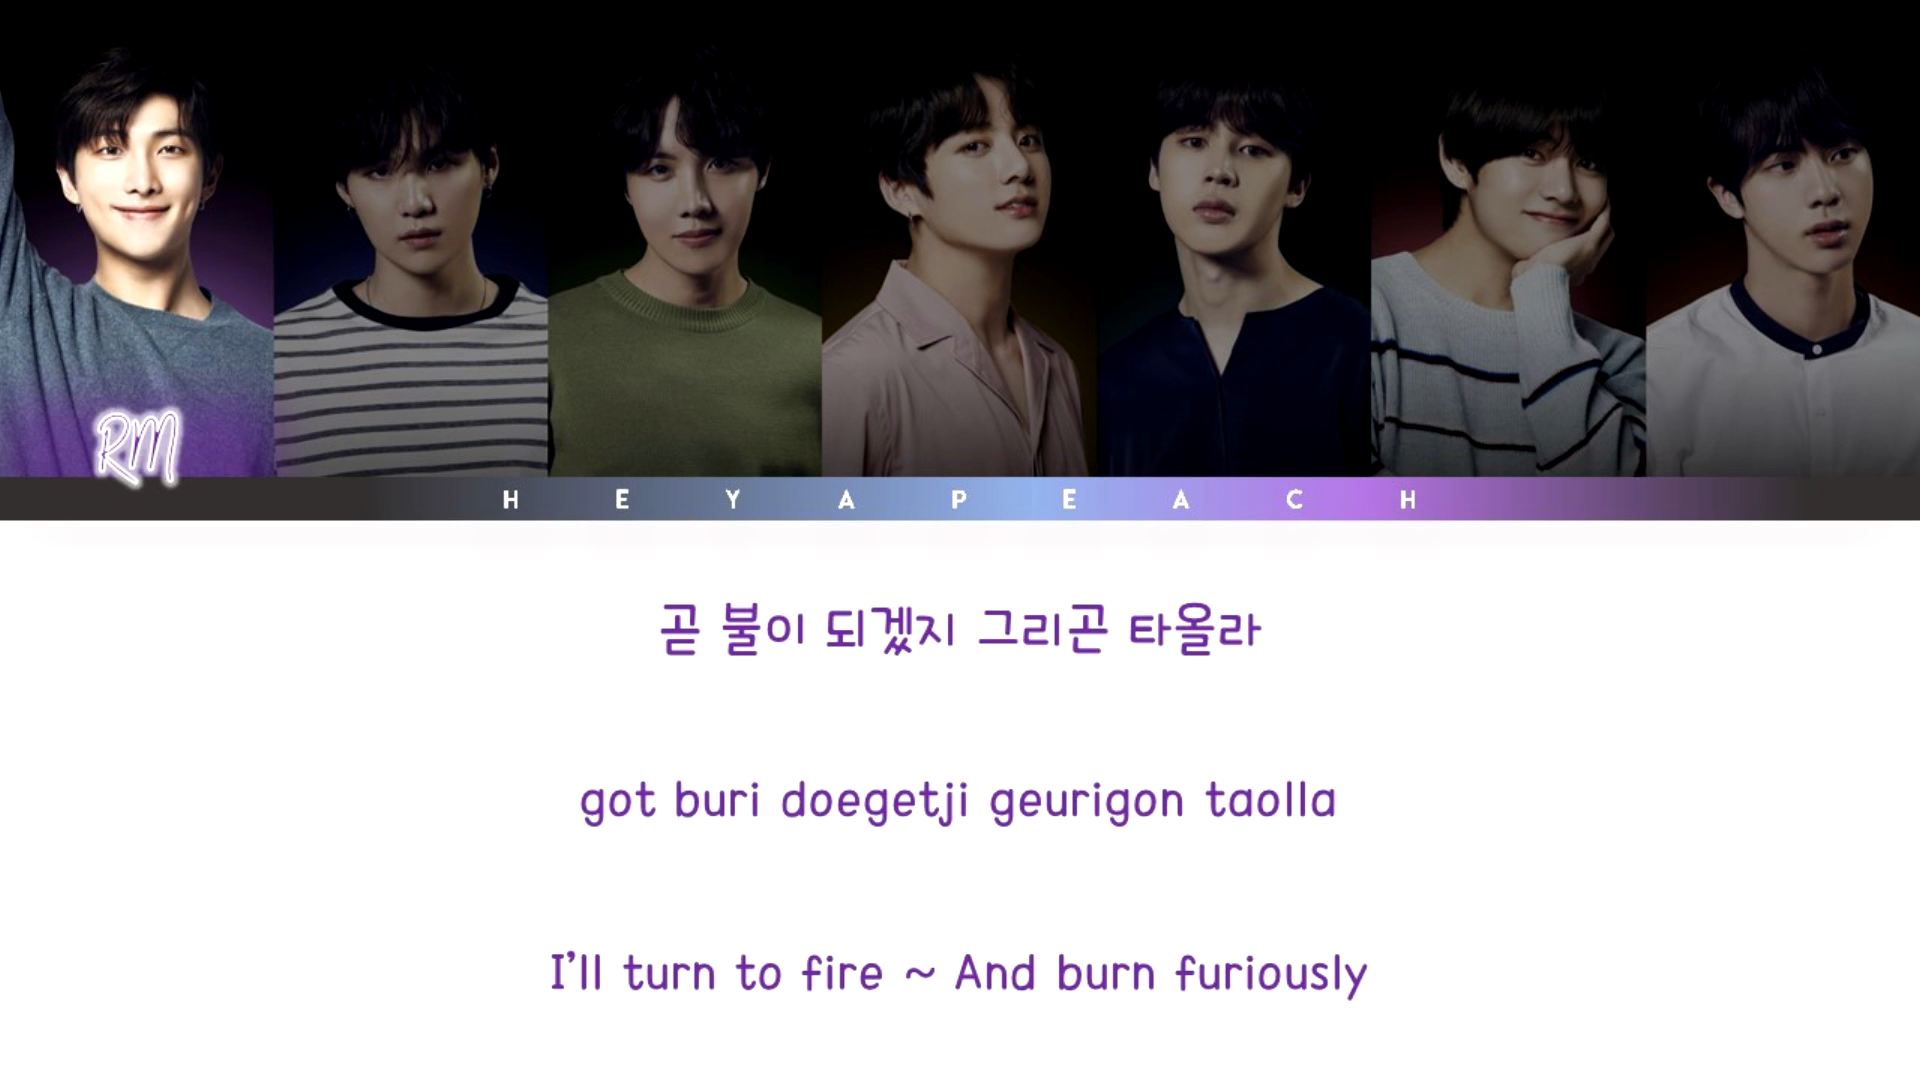 RM
HEYAPEACH
곧 불이 되겠지 그리곤 타올라
got buri doegetji geurigon taolla
I'll turn to fire ~ And burn furiously